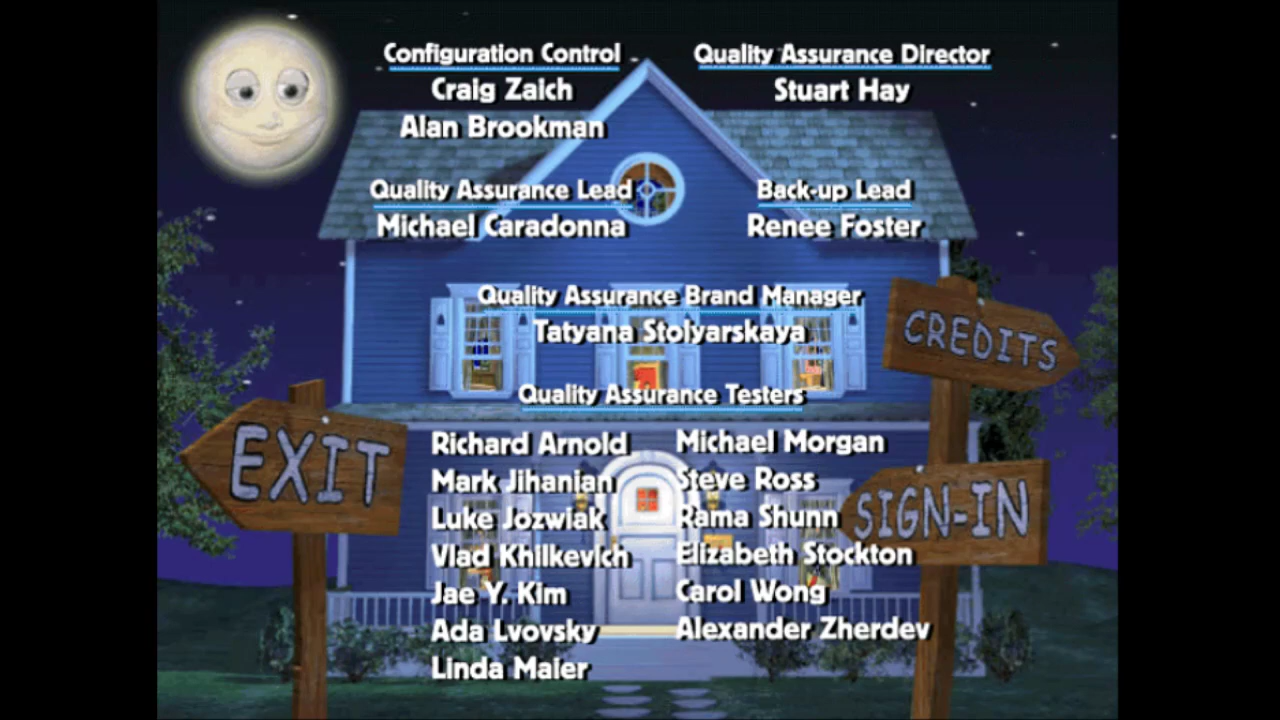 Configuration Control
Craig Zaich
Alan Brookman
Quality Assurance Director
Stuart Hay
Quality Assurance Lead
Michael Caradonna
Back-up Lead
Renee Foster
Quality Assurance Brand Manager
Tatyana Stolyarskaya
Quality Assurance Testers
Richard Arnold
Mark Jihanian
Luke Jozwiak
Vlad Khilkevich
Jae Y. Kim
Ada Lvovsky
Linda Maier
Michael Morgan
Steve Ross
Rama Shunn
Elizabeth Stockton
Carol Wong
Alexander Zherdev
EXIT
CREDITS
SIGN-IN